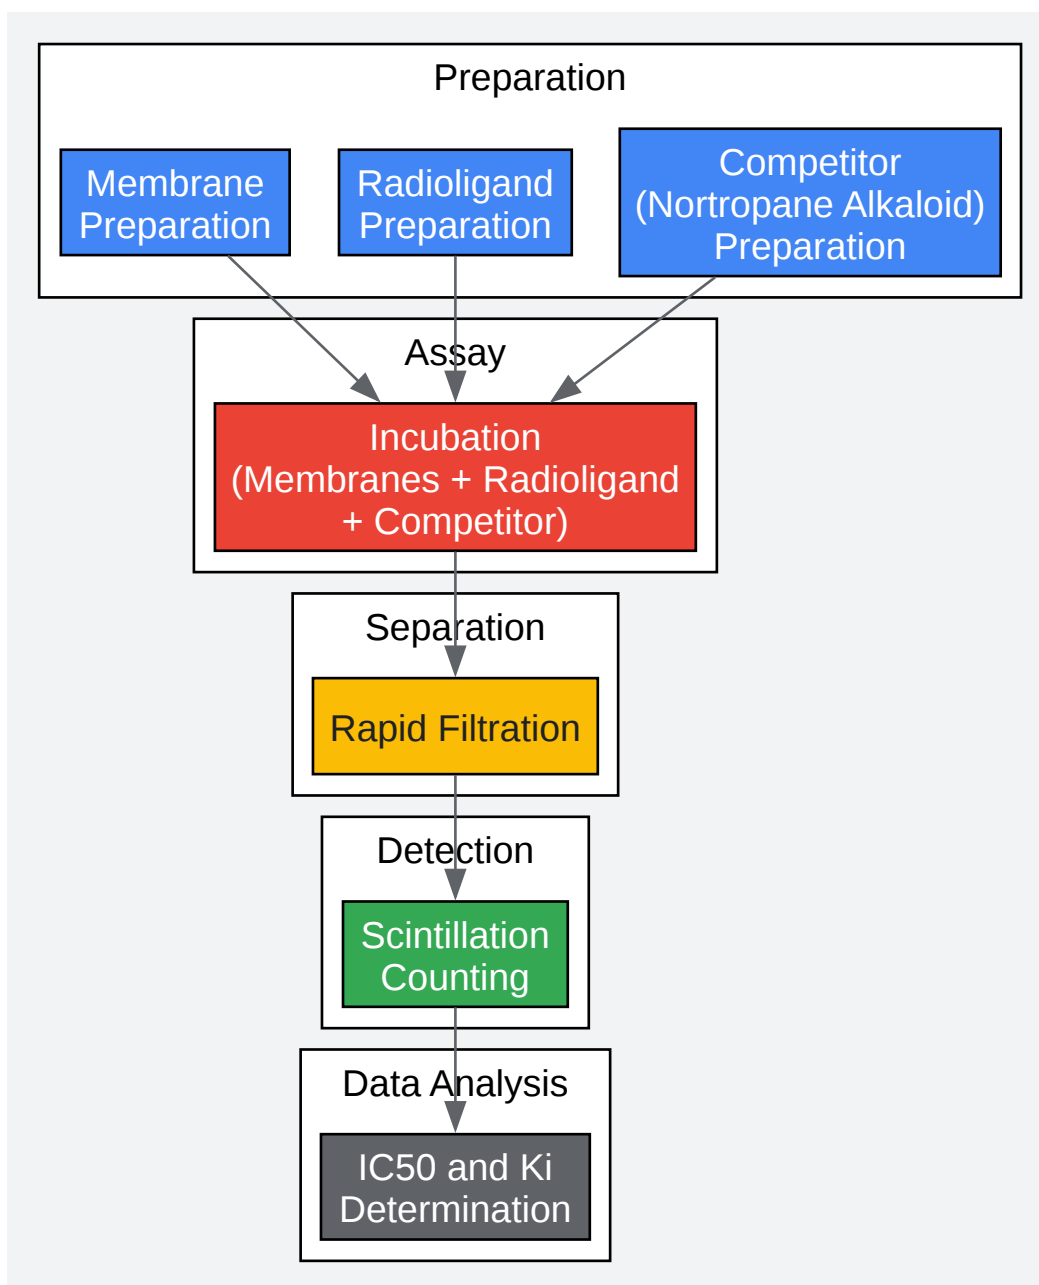 Preparation
Membrane
Preparation
Radioligand
Preparation
Competitor
(Nortropane Alkaloid)
Preparation
Assay
Incubation
(Membranes + Radioligand
+ Competitor)
Separation
Rapid Filtration
Detection
Scintillation
Counting
Data Analysis
IC50 and Ki
Determination